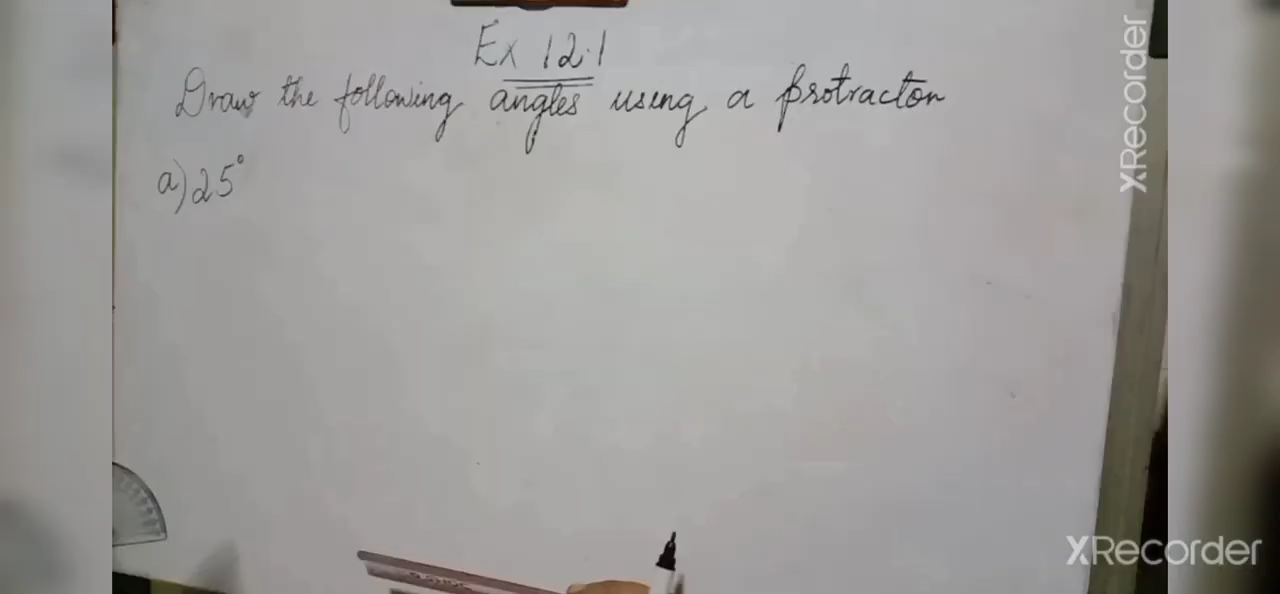 Ex 12.1
Draw the following angles using a protractor
a) 25°
XRecorder
XRecorder